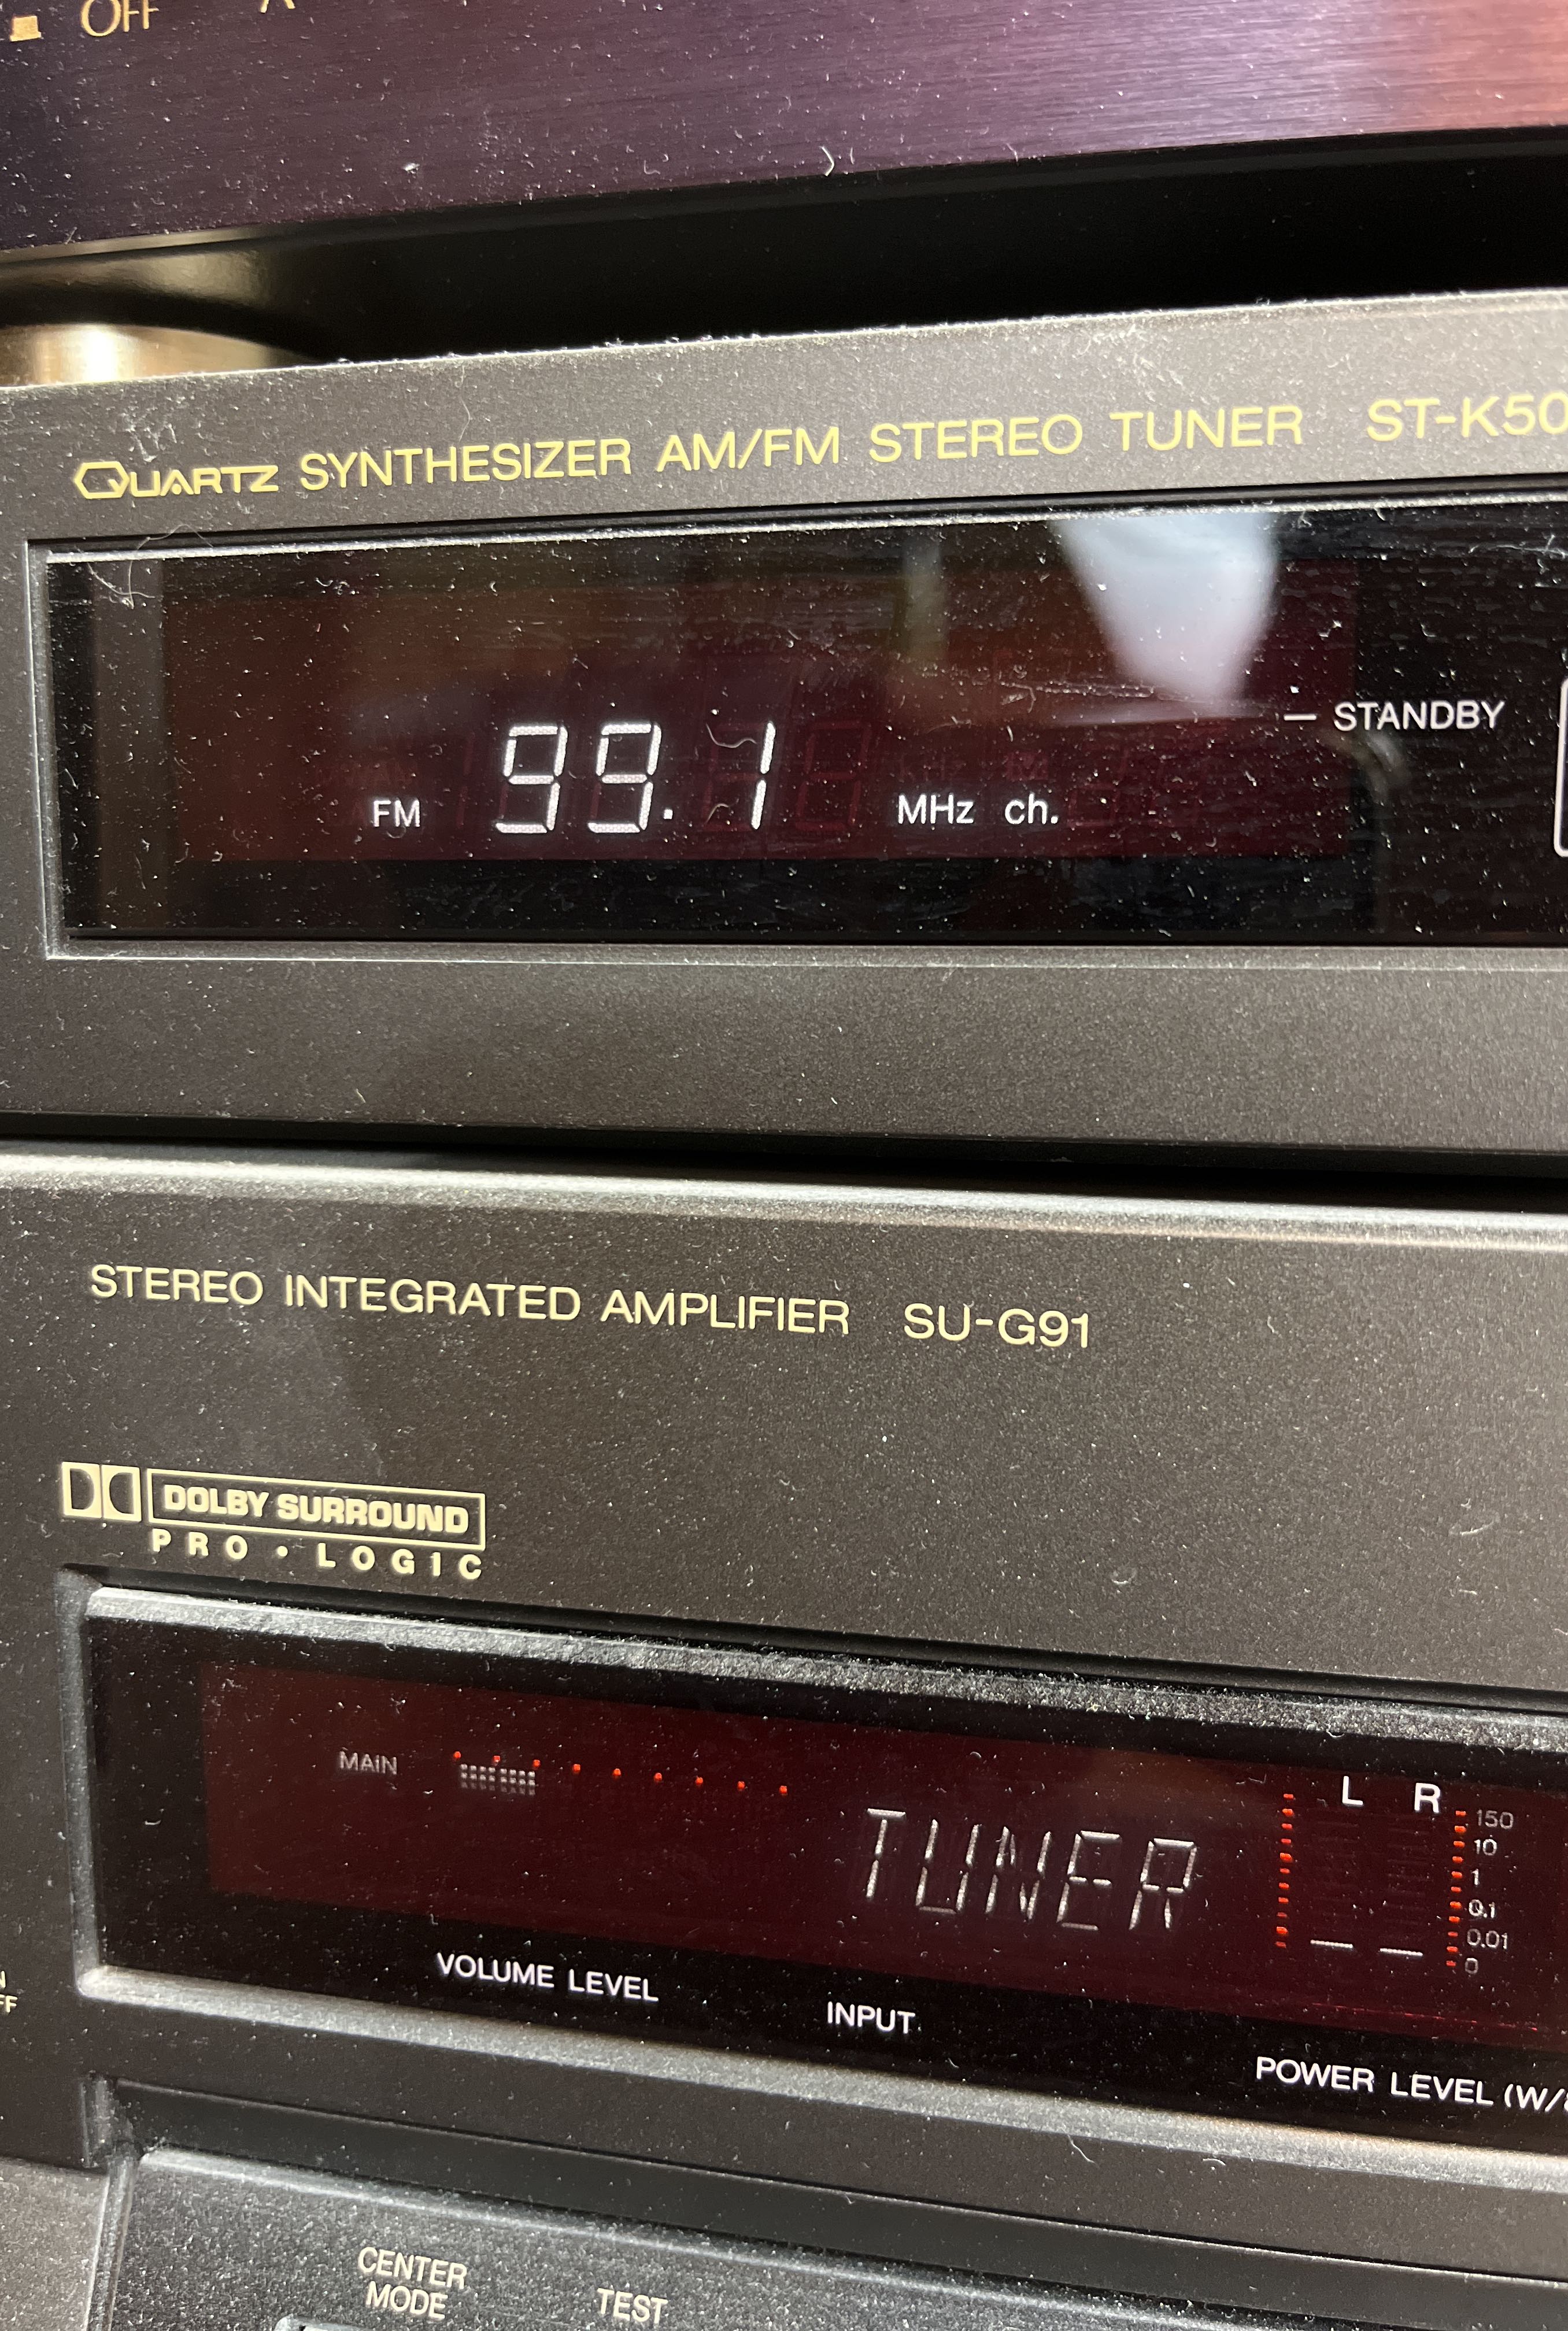 OFF
QUARTZ SYNTHESIZER AM/FM STEREO TUNER ST-K50
STANDBY
FM 99.1 MHz ch.
STEREO INTEGRATED AMPLIFIER SU-G91
DOLBY SURROUND
PRO • LOGIC
MAIN
TUNER
L R
150
10
1
0.1
0.01
0
VOLUME LEVEL
INPUT
POWER LEVEL (W/
CENTER
MODE
TEST